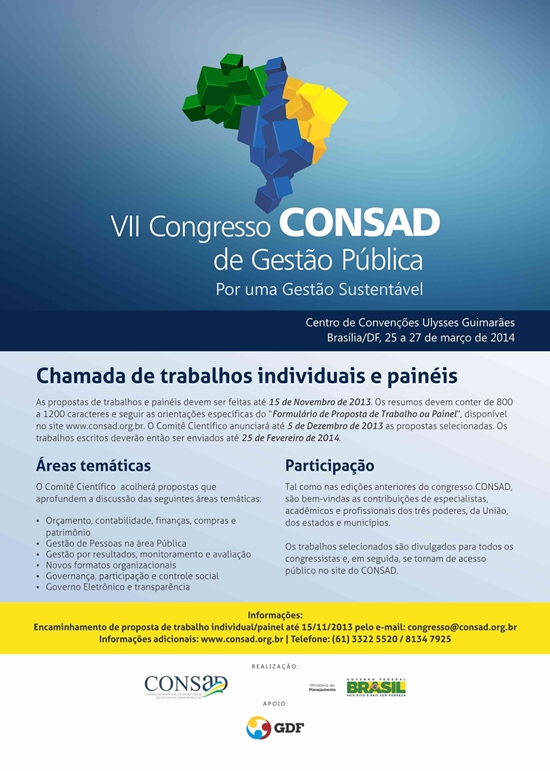 VII Congresso CONSAD
de Gestão Pública
Por uma Gestão Sustentável
Centro de Convenções Ulysses Guimarães
Brasília/DF, 25 a 27 de março de 2014
Chamada de trabalhos individuais e painéis
As propostas de trabalhos e painéis devem ser feitas até 15 de Novembro de 2013. Os resumos devem conter de 800
a 1200 caracteres e seguir as orientações específicas do "Formulário de Proposta de Trabalho ou Painel", disponível
no site www.consad.org.br. O Comitê Científico anunciará até 5 de Dezembro de 2013 as propostas selecionadas. Os
trabalhos escritos deverão então ser enviados até 25 de Fevereiro de 2014.
Áreas temáticas
O Comitê Científico acolherá propostas que
aprofundem a discussão das seguintes áreas temáticas:
• Orçamento, contabilidade, finanças, compras e
patrimônio
• Gestão de Pessoas na área Pública
• Gestão por resultados, monitoramento e avaliação
• Novos formatos organizacionais
• Governança, participação e controle social
• Governo Eletrônico e transparência
Participação
Tal como nas edições anteriores do congresso CONSAD,
são bem-vindas as contribuições de especialistas,
acadêmicos e profissionais dos três poderes, da União,
dos estados e municípios.
Os trabalhos selecionados são divulgados para todos os
congressistas e, em seguida, se tornam de acesso
público no site do CONSAD.
Informações:
Encaminhamento de proposta de trabalho individual/painel até 15/11/2013 pelo e-mail: congresso@consad.org.br
Informações adicionais: www.consad.org.br | Telefone: (61) 3322 5520 / 8134 7925
REALIZAÇÃO:
CONSAD
Ministério do
Planejamento
GOVERNO FEDERAL
BRASIL
PAÍS RICO É PAÍS SEM POBREZA
APOIO:
GDF